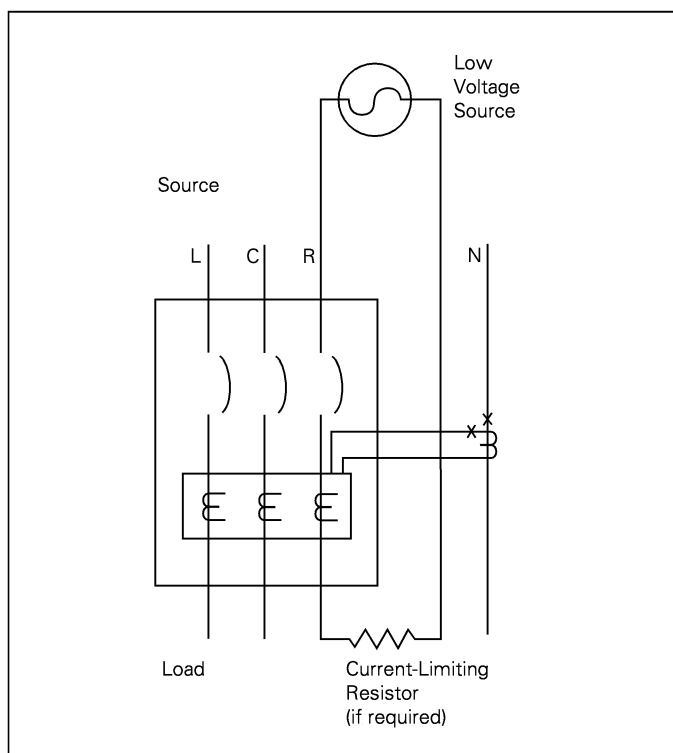 Low
Voltage
Source
Source
L
C
R
N
Load
Current-Limiting
Resistor
(if required)